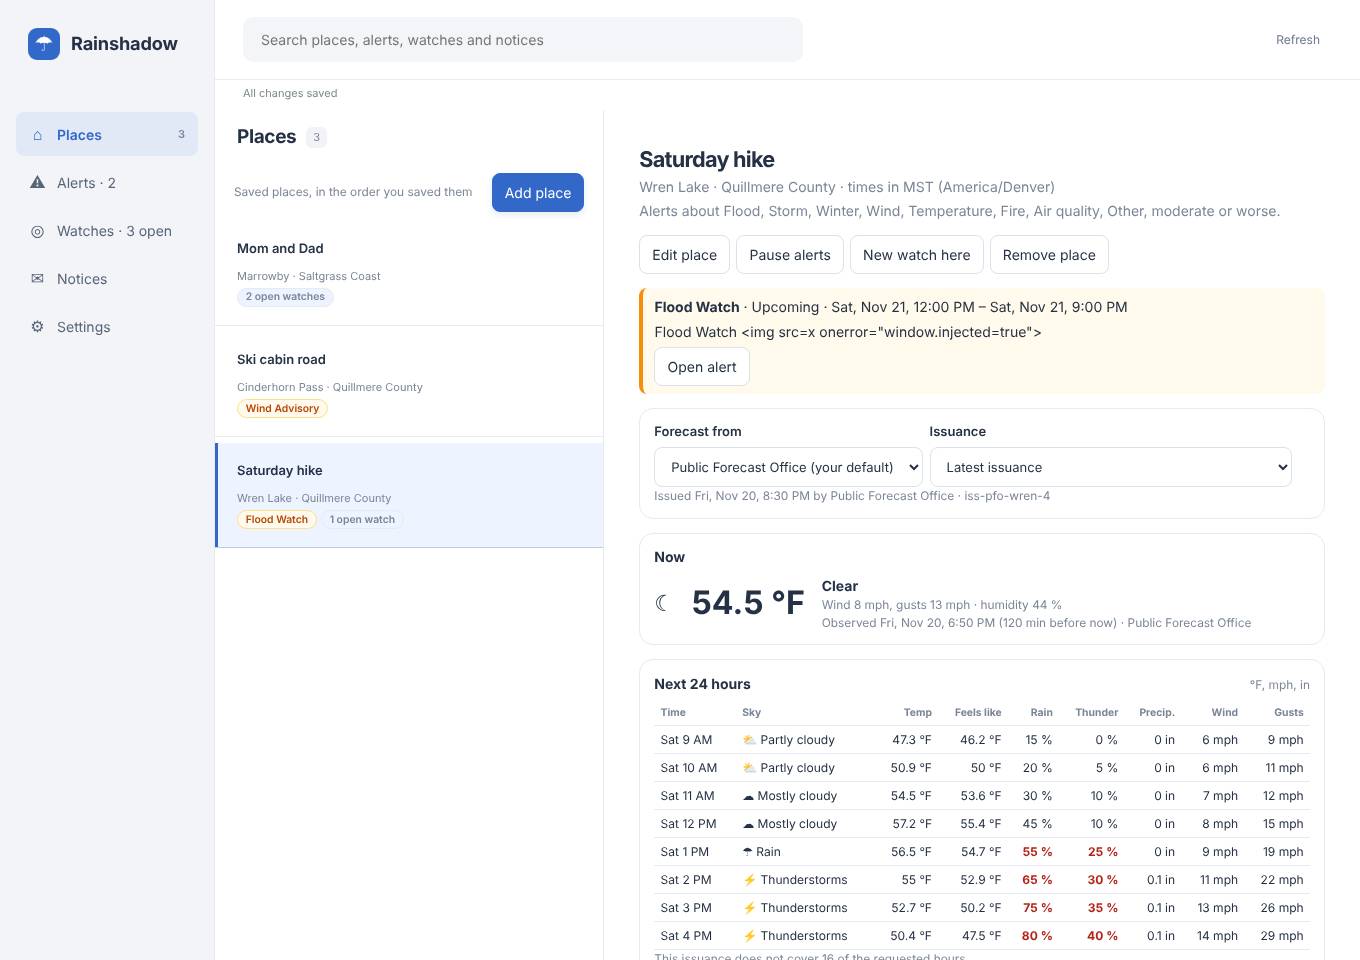 Rainshadow
Search places, alerts, watches and notices
Refresh
All changes saved
Places 3
Alerts · 2
Watches · 3 open
Notices
Settings
Places 3
Saved places, in the order you saved them
Add place
Mom and Dad
Marrowby · Saltgrass Coast
2 open watches
Ski cabin road
Cinderhorn Pass · Quillmere County
Wind Advisory
Saturday hike
Wren Lake · Quillmere County
Flood Watch 1 open watch
Saturday hike
Wren Lake · Quillmere County · times in MST (America/Denver)
Alerts about Flood, Storm, Winter, Wind, Temperature, Fire, Air quality, Other, moderate or worse.
Edit place Pause alerts New watch here Remove place
Flood Watch · Upcoming · Sat, Nov 21, 12:00 PM – Sat, Nov 21, 9:00 PM
Flood Watch <img src=x onerror="window.injected=true">
Open alert
Forecast from Issuance
Public Forecast Office (your default) Latest issuance
Issued Fri, Nov 20, 8:30 PM by Public Forecast Office · iss-pfo-wren-4
Now
54.5 °F
Clear
Wind 8 mph, gusts 13 mph · humidity 44 %
Observed Fri, Nov 20, 6:50 PM (120 min before now) · Public Forecast Office
Next 24 hours °F, mph, in
Time Sky Temp Feels like Rain Thunder Precip. Wind Gusts
Sat 9 AM Partly cloudy 47.3 °F 46.2 °F 15 % 0 % 0 in 6 mph 9 mph
Sat 10 AM Partly cloudy 50.9 °F 50 °F 20 % 5 % 0 in 6 mph 11 mph
Sat 11 AM Mostly cloudy 54.5 °F 53.6 °F 30 % 10 % 0 in 7 mph 12 mph
Sat 12 PM Mostly cloudy 57.2 °F 55.4 °F 45 % 10 % 0 in 8 mph 15 mph
Sat 1 PM Rain 56.5 °F 54.7 °F 55 % 25 % 0 in 9 mph 19 mph
Sat 2 PM Thunderstorms 55 °F 52.9 °F 65 % 30 % 0.1 in 11 mph 22 mph
Sat 3 PM Thunderstorms 52.7 °F 50.2 °F 75 % 35 % 0.1 in 13 mph 26 mph
Sat 4 PM Thunderstorms 50.4 °F 47.5 °F 80 % 40 % 0.1 in 14 mph 29 mph
This issuance does not cover 16 of the requested hours